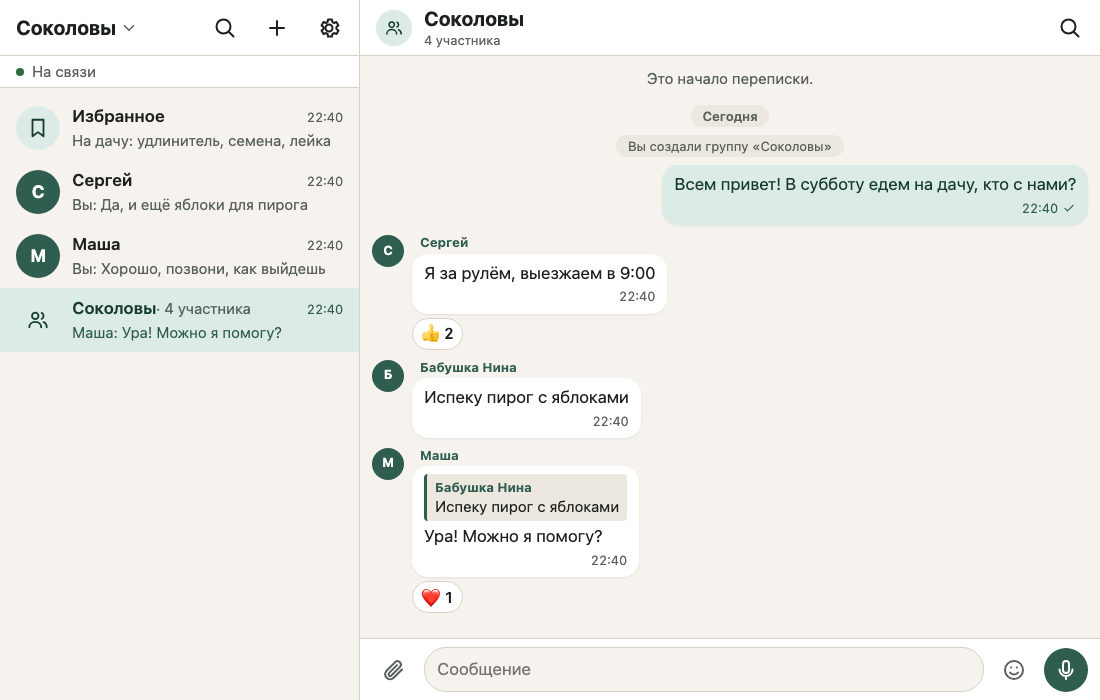 Соколовы
На связи
Избранное 22:40
На дачу: удлинитель, семена, лейка
С
Сергей 22:40
Вы: Да, и ещё яблоки для пирога
М
Маша 22:40
Вы: Хорошо, позвони, как выйдешь
Соколовы · 4 участника 22:40
Маша: Ура! Можно я помогу?
Соколовы
4 участника
Это начало переписки.
Сегодня
Вы создали группу «Соколовы»
Всем привет! В субботу едем на дачу, кто с нами?
22:40
С
Сергей
Я за рулём, выезжаем в 9:00
22:40
👍 2
Б
Бабушка Нина
Испеку пирог с яблоками
22:40
М
Маша
Бабушка Нина
Испеку пирог с яблоками
Ура! Можно я помогу?
22:40
❤️ 1
Сообщение